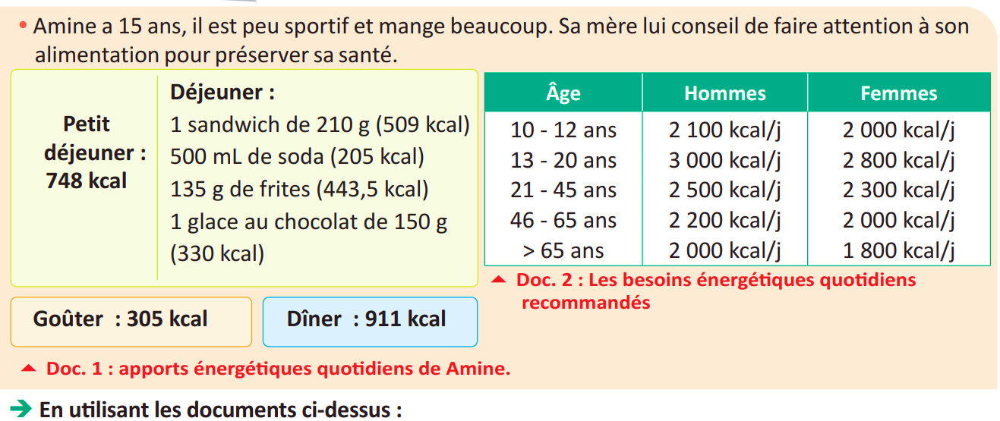 • Amine a 15 ans, il est peu sportif et mange beaucoup. Sa mère lui conseil de faire attention à son
alimentation pour préserver sa santé.
Petit
déjeuner :
748 kcal
Déjeuner :
1 sandwich de 210 g (509 kcal)
500 mL de soda (205 kcal)
135 g de frites (443,5 kcal)
1 glace au chocolat de 150 g
(330 kcal)
Goûter : 305 kcal
Dîner : 911 kcal
Doc. 1 : apports énergétiques quotidiens de Amine.
Âge Hommes Femmes
10 - 12 ans 2 100 kcal/j 2 000 kcal/j
13 - 20 ans 3 000 kcal/j 2 800 kcal/j
21 - 45 ans 2 500 kcal/j 2 300 kcal/j
46 - 65 ans 2 200 kcal/j 2 000 kcal/j
> 65 ans 2 000 kcal/j 1 800 kcal/j
Doc. 2 : Les besoins énergétiques quotidiens
recommandés
En utilisant les documents ci-dessus :